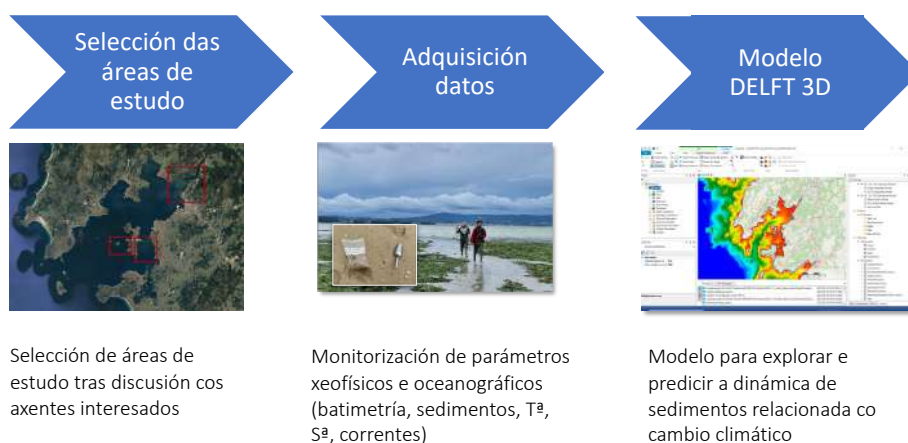 Selección das
áreas de
estudo
Adquisición
datos
Modelo
DELFT 3D
Selección de áreas de
estudo tras discusión cos
axentes interesados
Monitorización de parámetros
xeofísicos e oceanográficos
(batimetría, sedimentos, Tª,
Sª, correntes)
Modelo para explorar e
predicir a dinámica de
sedimentos relacionada co
cambio climático